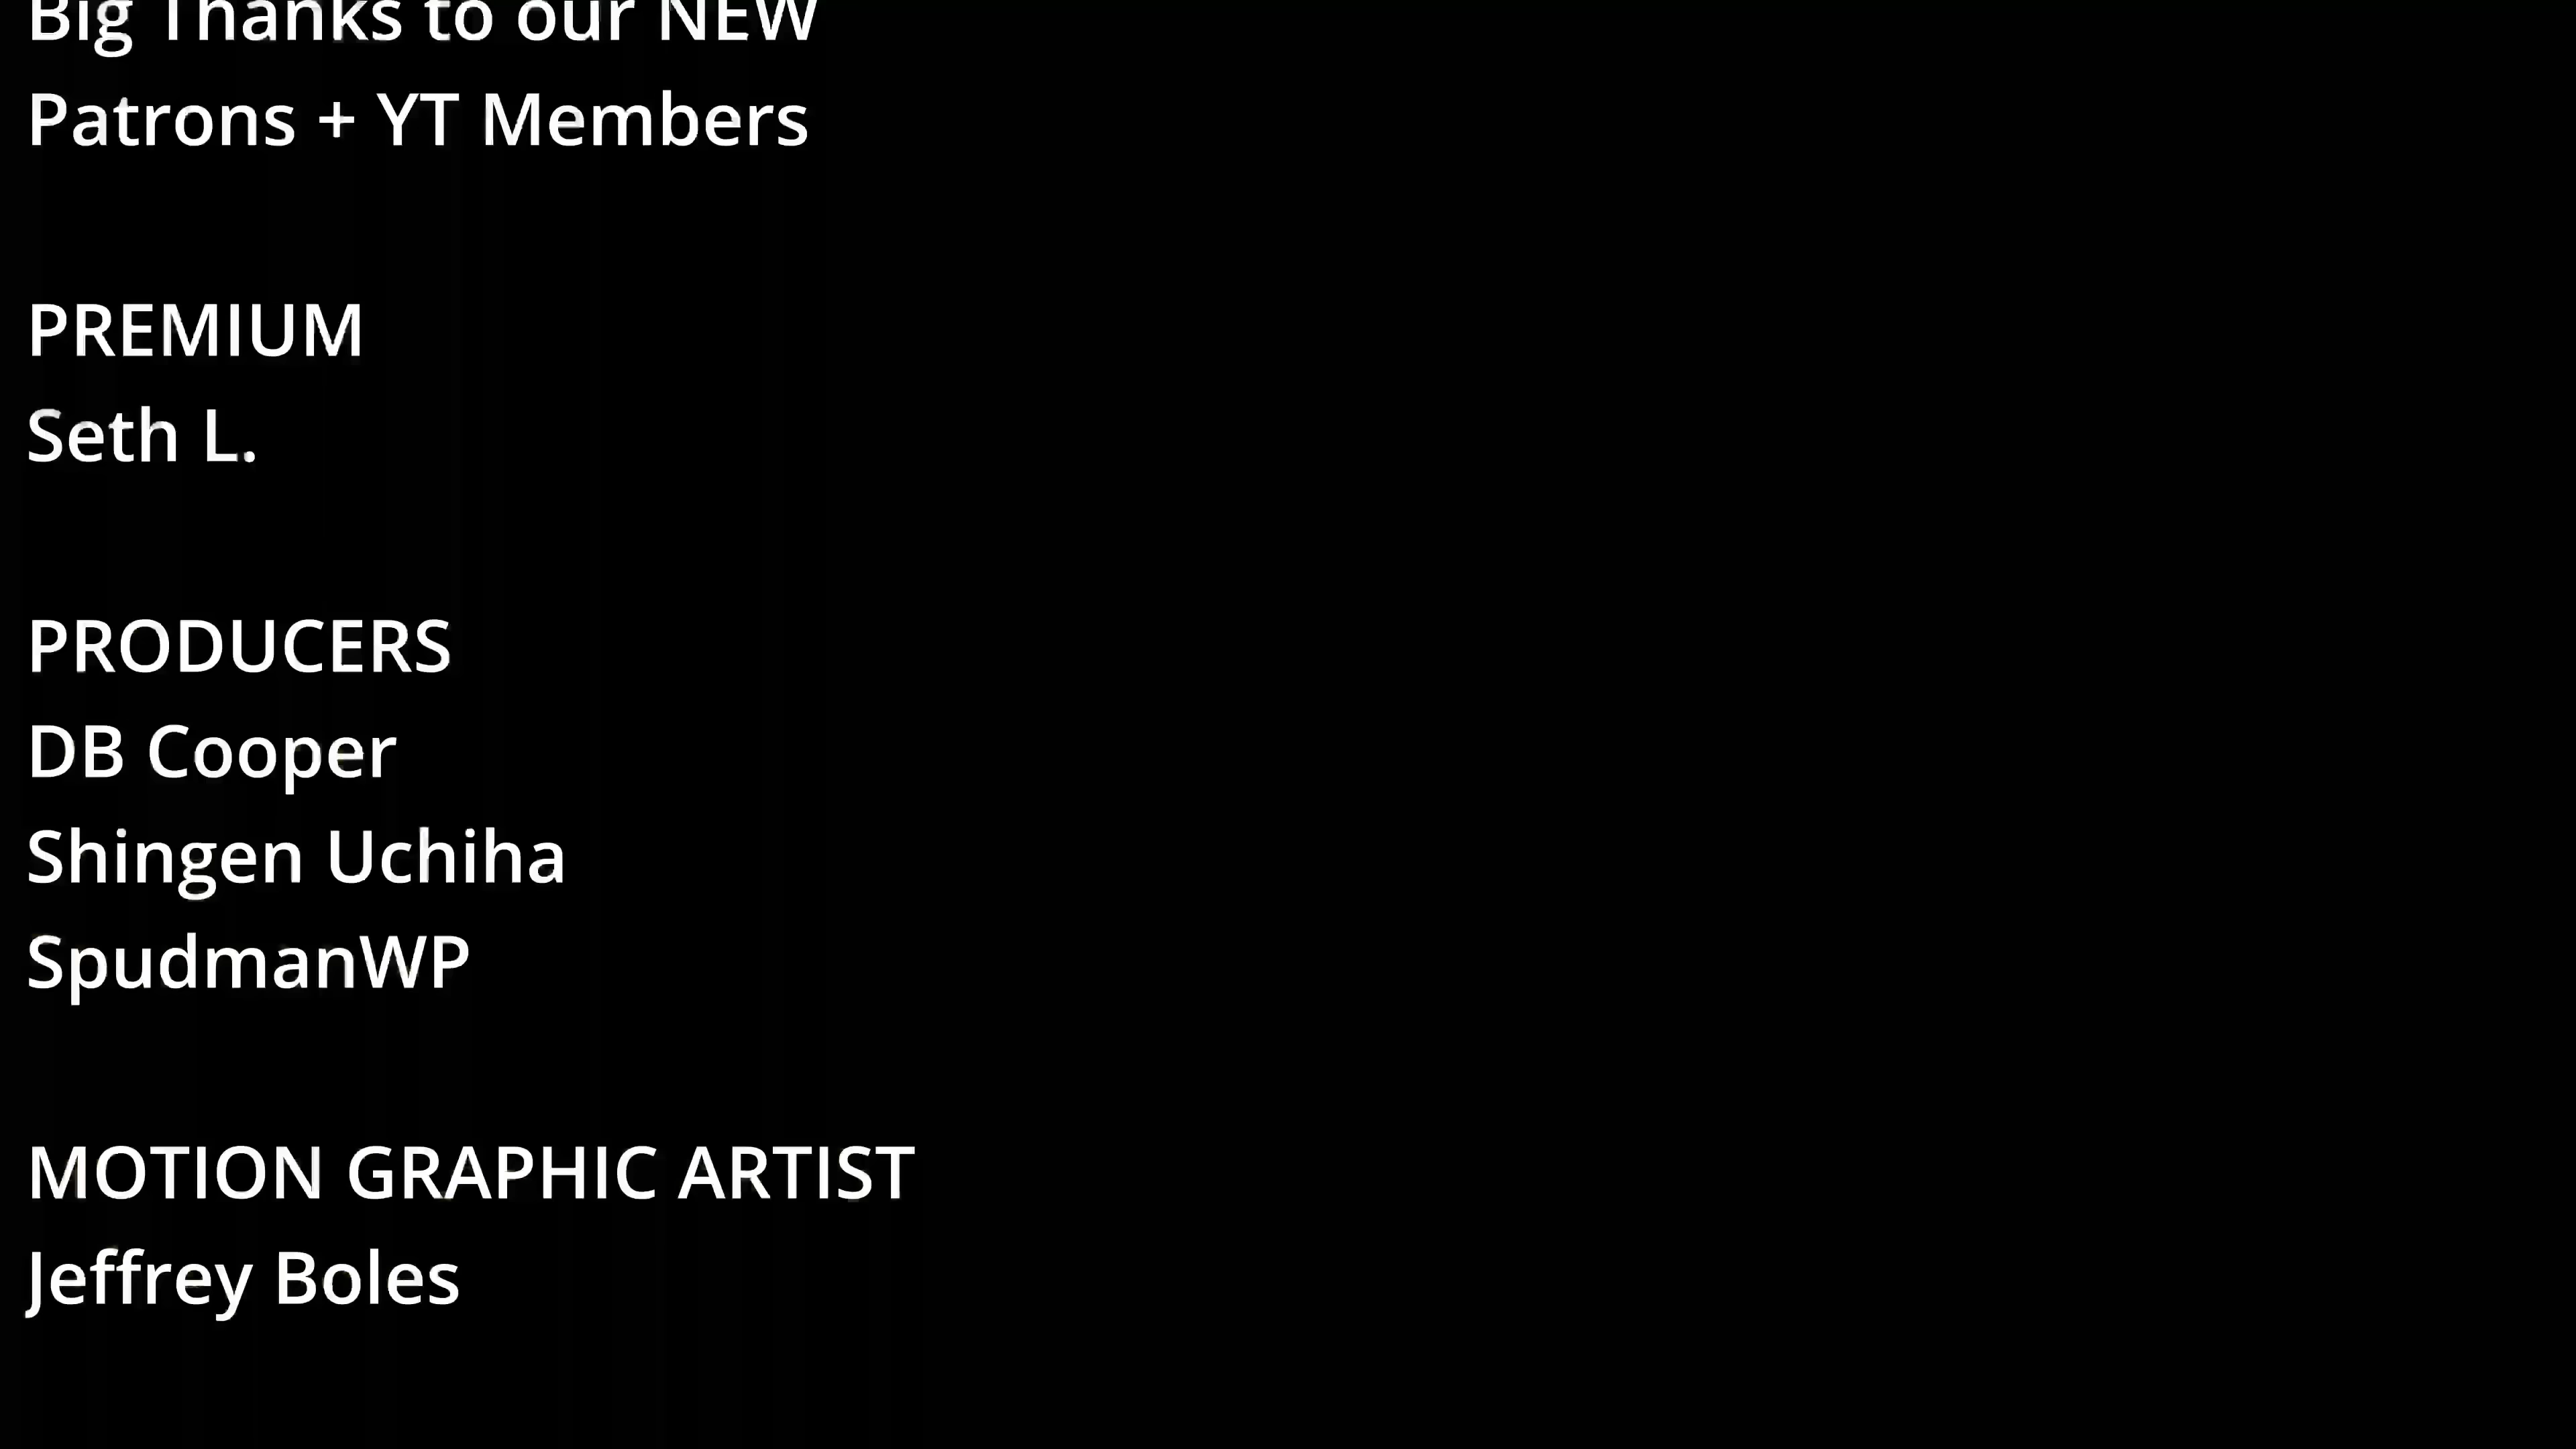 Big Thanks to our NEW
Patrons + YT Members
PREMIUM
Seth L.
PRODUCERS
DB Cooper
Shingen Uchiha
SpudmanWP
MOTION GRAPHIC ARTIST
Jeffrey Boles